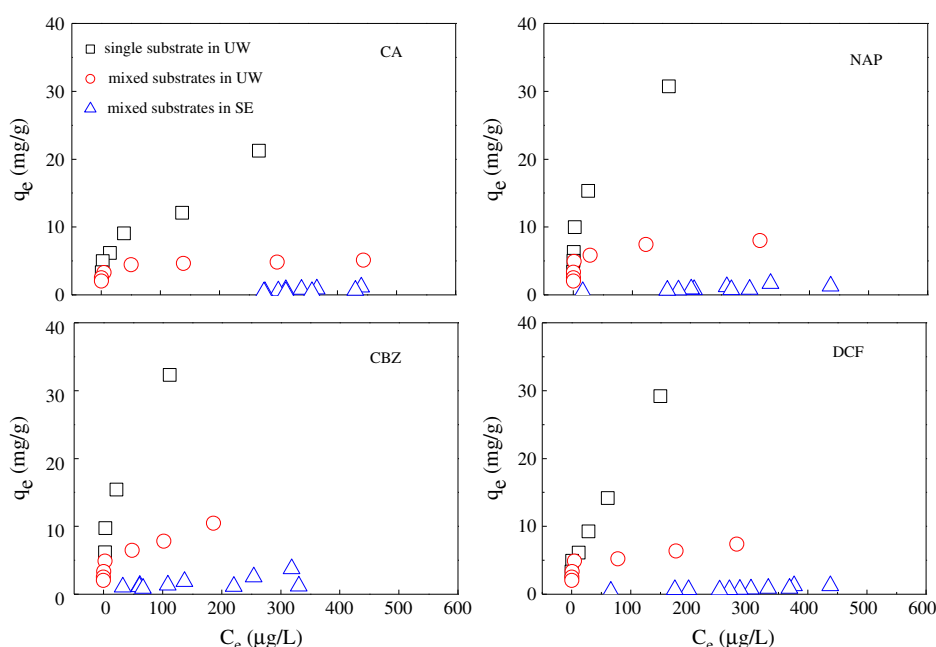 40
30
20
10
0
qe (mg/g)
CA
single substrate in UW
mixed substrates in UW
mixed substrates in SE
40
30
20
10
0
qe (mg/g)
NAP
40
30
20
10
0
qe (mg/g)
CBZ
0 100 200 300 400 500 600
Ce (μg/L)
40
30
20
10
0
qe (mg/g)
DCF
0 100 200 300 400 500 600
Ce (μg/L)